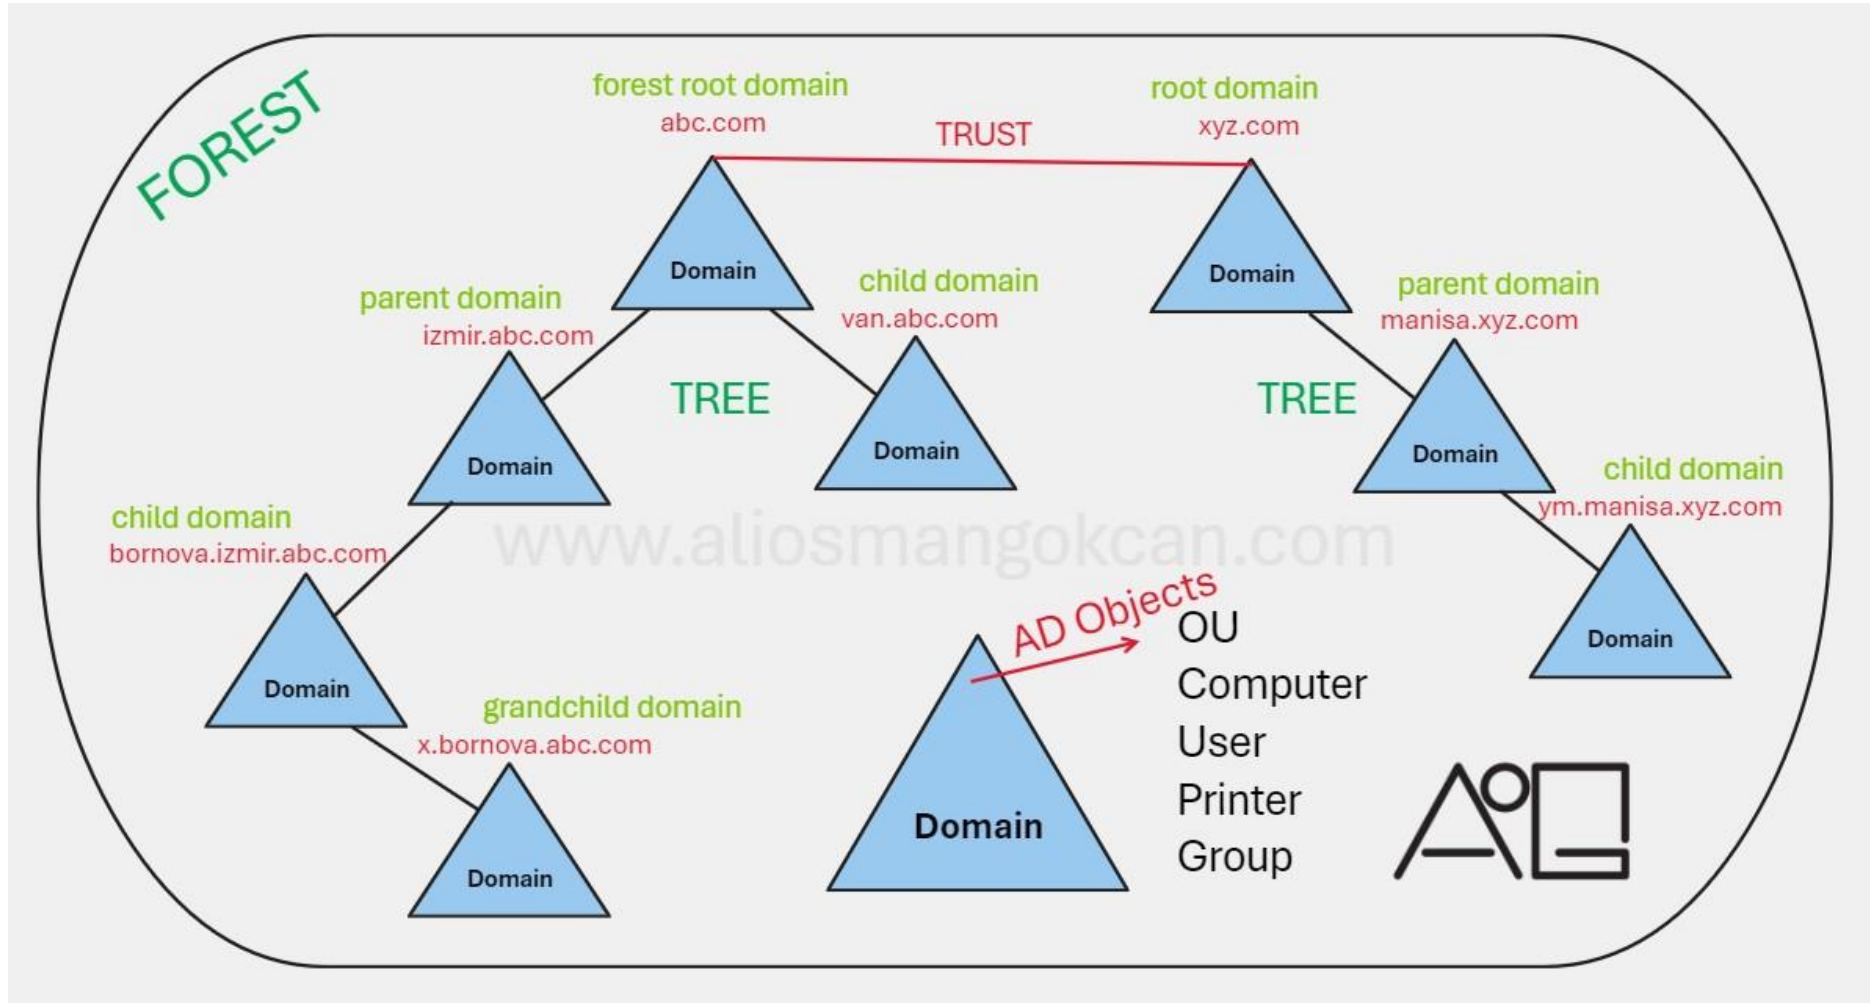 FOREST
forest root domain
abc.com
TRUST
root domain
xyz.com
Domain
Domain
parent domain
izmir.abc.com
child domain
van.abc.com
parent domain
manisa.xyz.com
TREE
TREE
Domain
Domain
Domain
child domain
bornova.izmir.abc.com
child domain
ym.manisa.xyz.com
www.aliosmangokcan.com
Domain
Domain
grandchild domain
x.bornova.abc.com
Domain
AD Objects
OU
Computer
User
Printer
Group
Domain
AOG